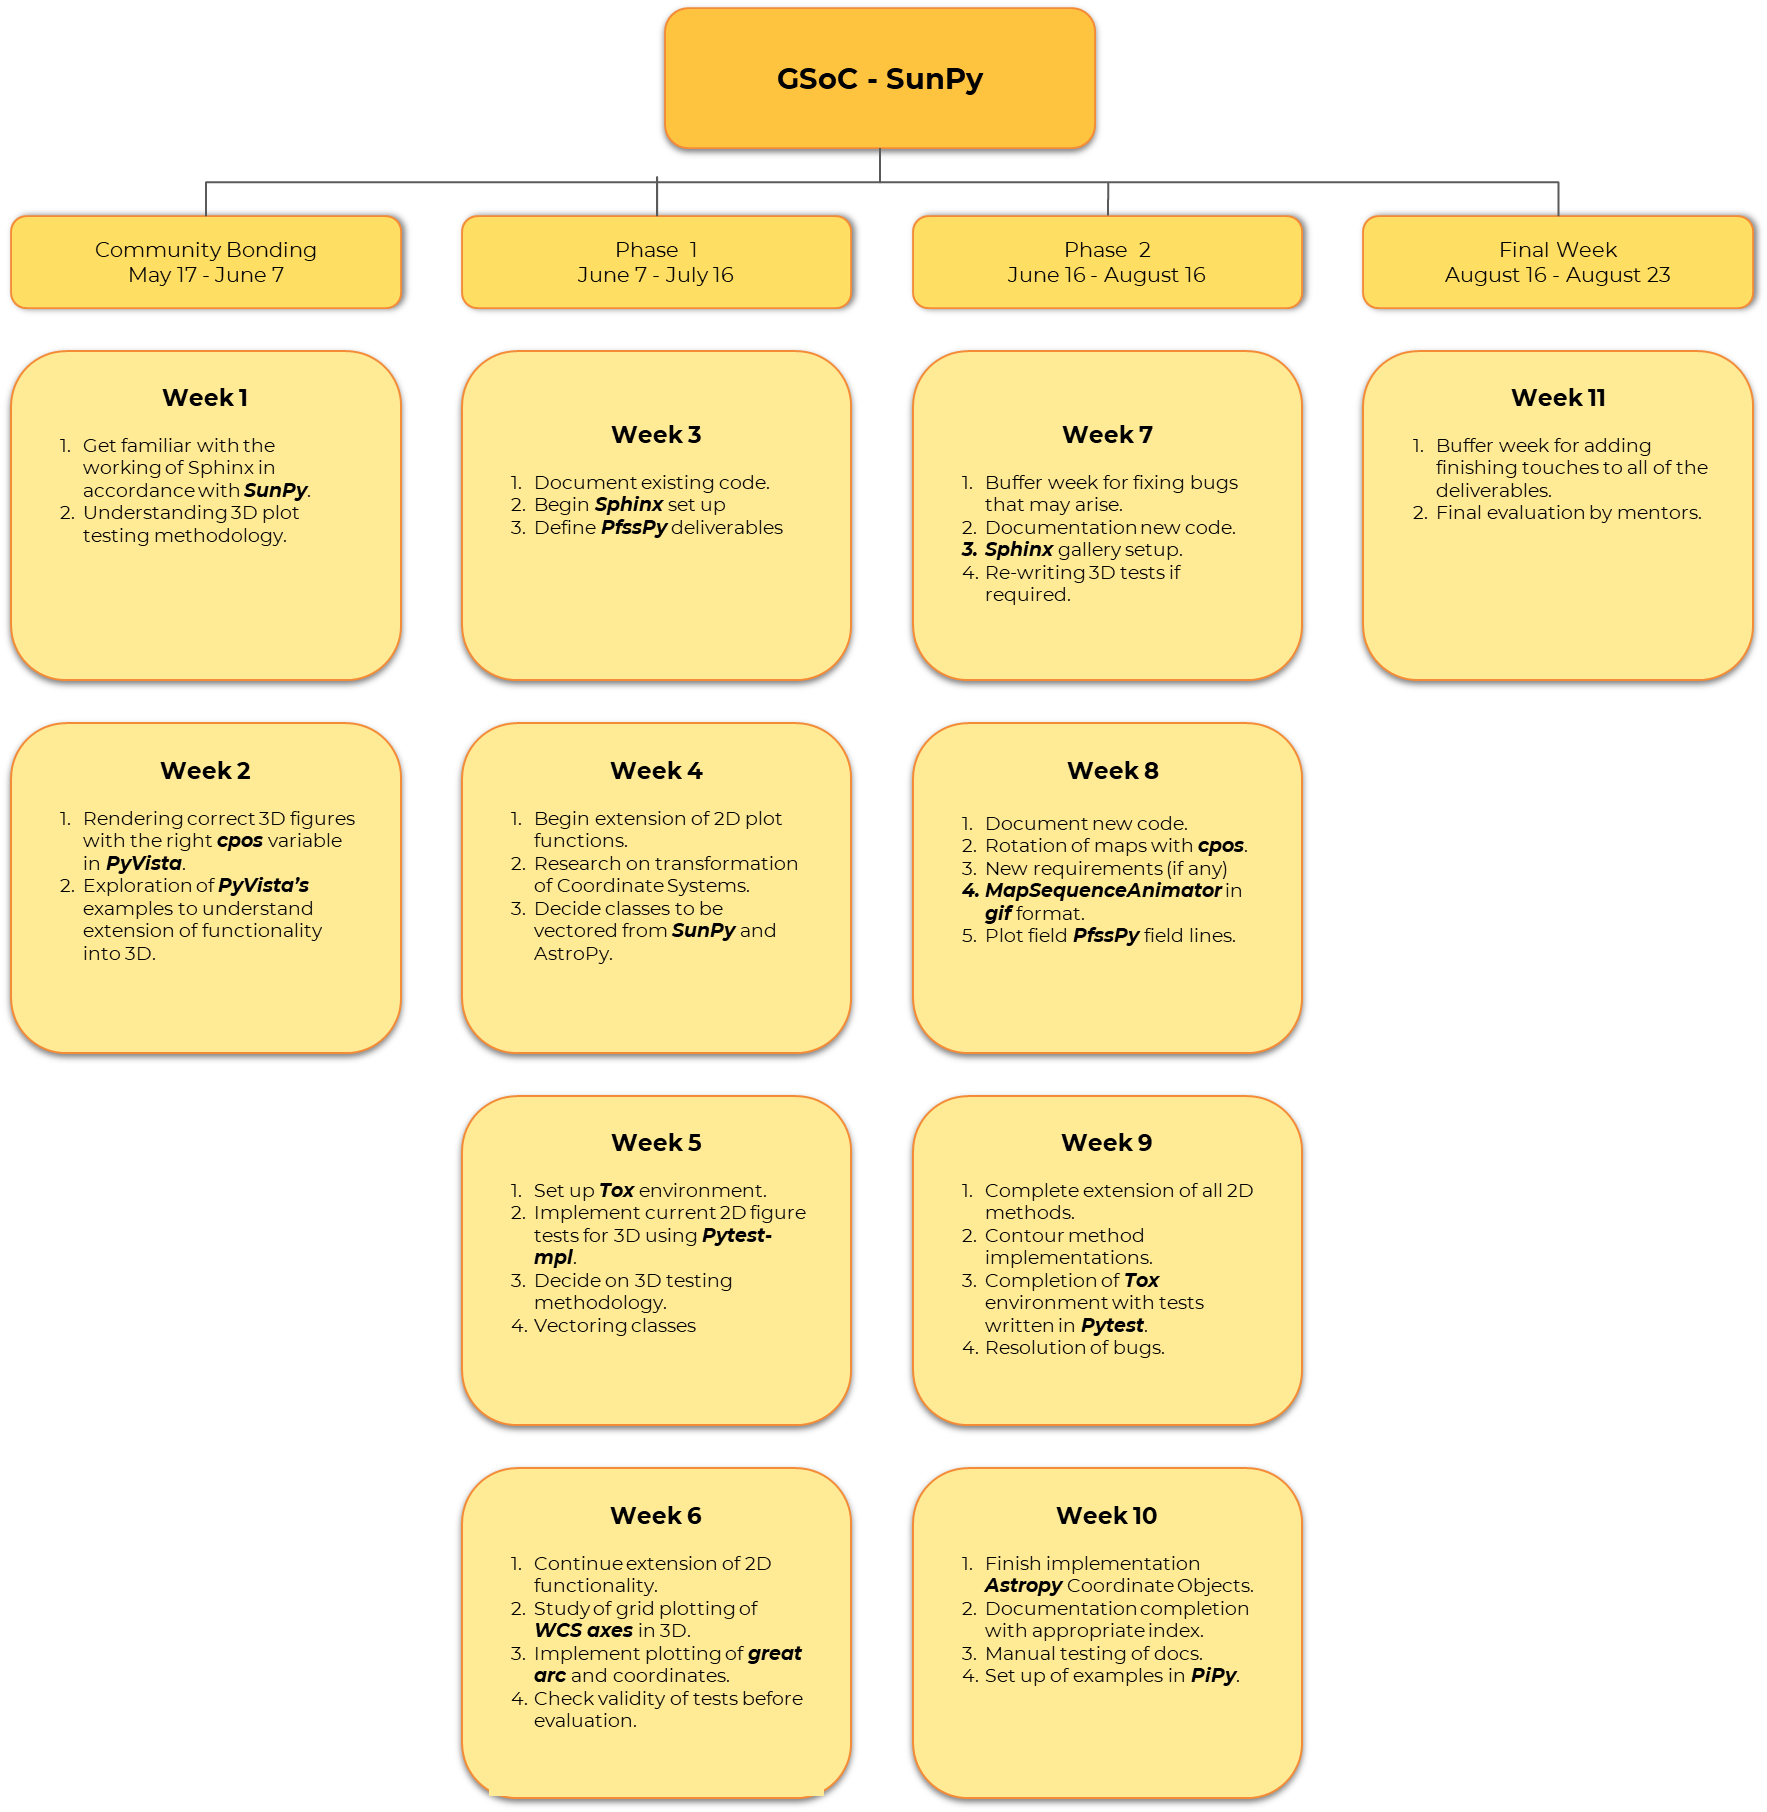 GSoC - SunPy
Community Bonding
May 17 - June 7
Phase 1
June 7 - July 16
Phase 2
June 16 - August 16
Final Week
August 16 - August 23
Week 1
1. Get familiar with the
working of Sphinx in
accordance with SunPy.
2. Understanding 3D plot
testing methodology.
Week 2
1. Rendering correct 3D figures
with the right cpos variable
in PyVista.
2. Exploration of PyVista’s
examples to understand
extension of functionality
into 3D.
Week 3
1. Document existing code.
2. Begin Sphinx set up
3. Define PfssPy deliverables
Week 4
1. Begin extension of 2D plot
functions.
2. Research on transformation
of Coordinate Systems.
3. Decide classes to be
vectored from SunPy and
AstroPy.
Week 5
1. Set up Tox environment.
2. Implement current 2D figure
tests for 3D using Pytest-
mpl.
3. Decide on 3D testing
methodology.
4. Vectoring classes
Week 6
1. Continue extension of 2D
functionality.
2. Study of grid plotting of
WCS axes in 3D.
3. Implement plotting of great
arc and coordinates.
4. Check validity of tests before
evaluation.
Week 7
1. Buffer week for fixing bugs
that may arise.
2. Documentation new code.
3. Sphinx gallery setup.
4. Re-writing 3D tests if
required.
Week 8
1. Document new code.
2. Rotation of maps with cpos.
3. New requirements (if any)
4. MapSequenceAnimator in
gif format.
5. Plot field PfssPy field lines.
Week 9
1. Complete extension of all 2D
methods.
2. Contour method
implementations.
3. Completion of Tox
environment with tests
written in Pytest.
4. Resolution of bugs.
Week 10
1. Finish implementation
Astropy Coordinate Objects.
2. Documentation completion
with appropriate index.
3. Manual testing of docs.
4. Set up of examples in PiPy.
Week 11
1. Buffer week for adding
finishing touches to all of the
deliverables.
2. Final evaluation by mentors.